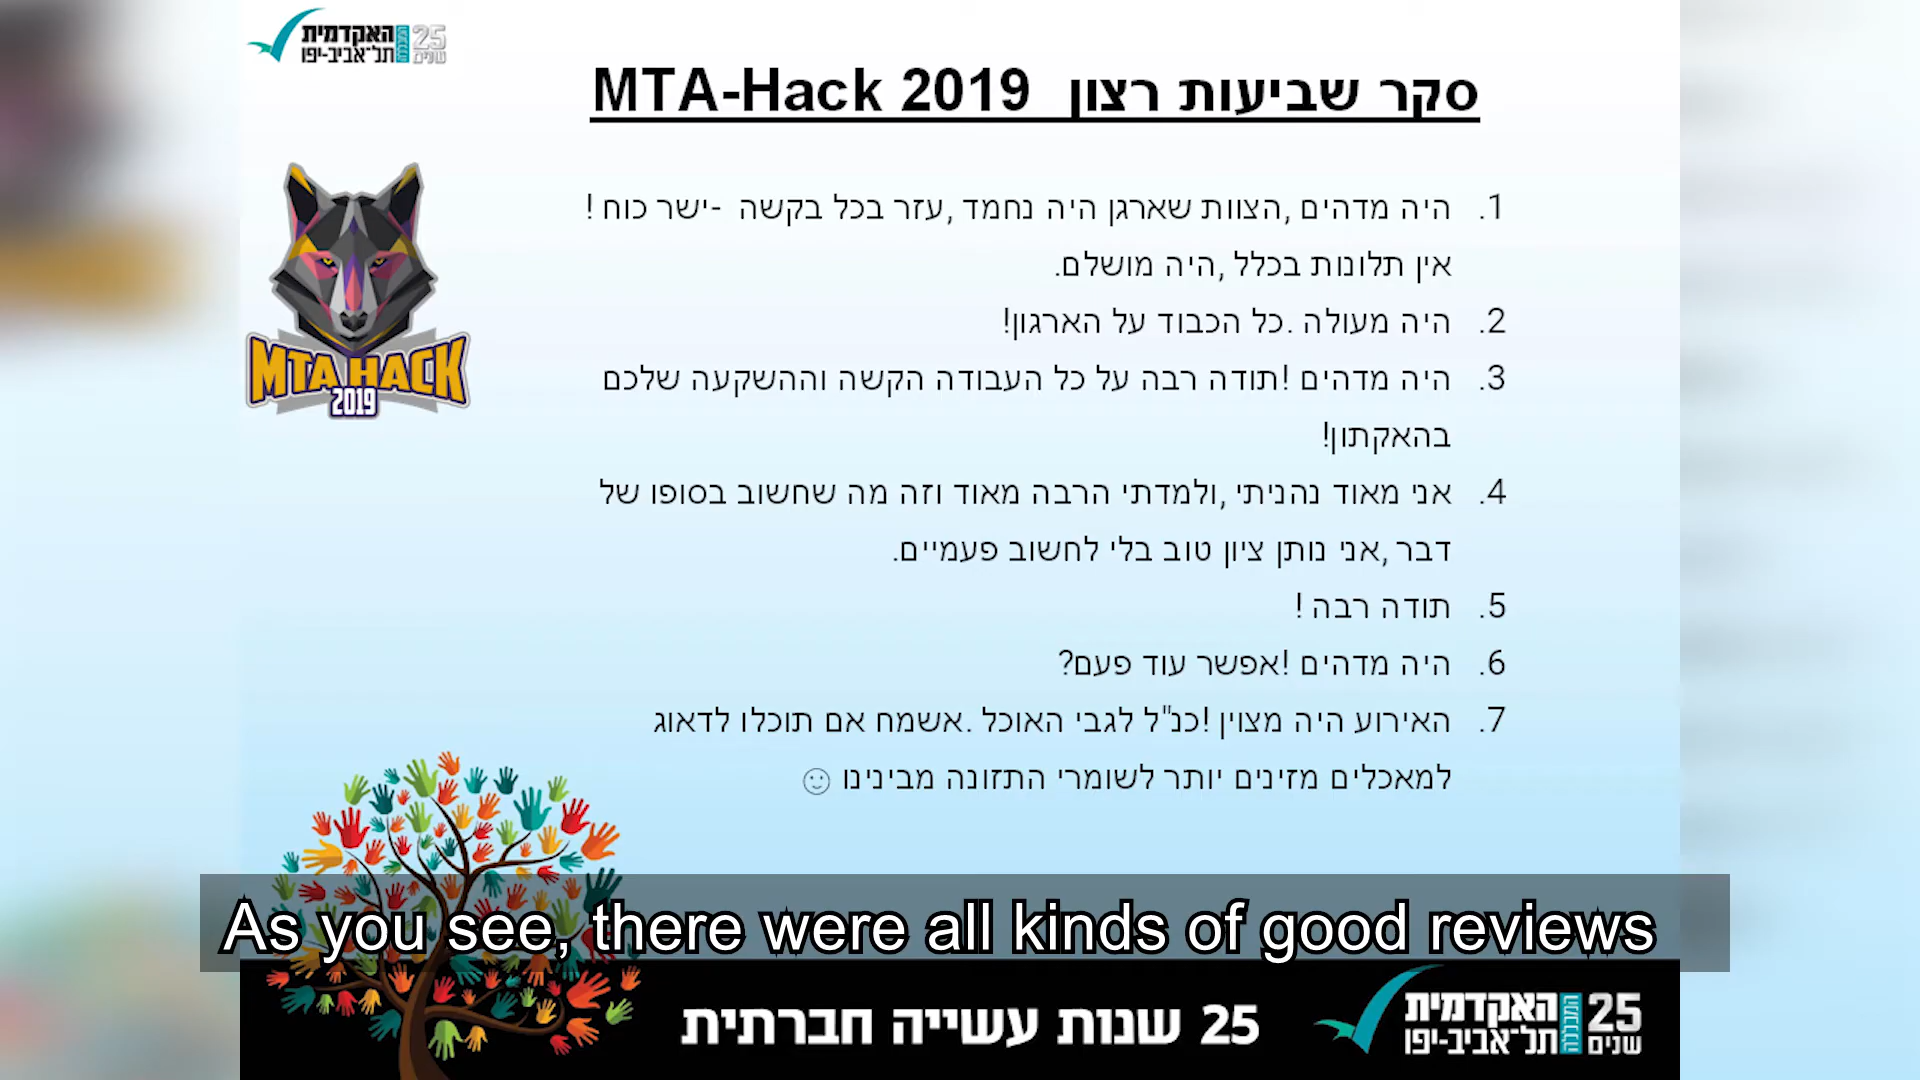 האקדמית
תל־אביב-יפו
המכללה
25
שנים
סקר שביעות רצון MTA-Hack 2019
MTA HACK
2019
1. היה מדהים ,הצוות שארגן היה נחמד ,עזר בכל בקשה -ישר כוח !
אין תלונות בכלל ,היה מושלם.
2. היה מעולה .כל הכבוד על הארגון!
3. היה מדהים !תודה רבה על כל העבודה הקשה וההשקעה שלכם
בהאקתון!
4. אני מאוד נהניתי ,ולמדתי הרבה מאוד וזה מה שחשוב בסופו של
דבר ,אני נותן ציון טוב בלי לחשוב פעמיים.
5. תודה רבה !
6. היה מדהים !אפשר עוד פעם?
7. האירוע היה מצוין !כנ"ל לגבי האוכל .אשמח אם תוכלו לדאוג
למאכלים מזינים יותר לשומרי התזונה מבינינו ☺
As you see, there were all kinds of good reviews
25 שנות עשייה חברתית
האקדמית
תל־אביב-יפו
המכללה
25
שנים